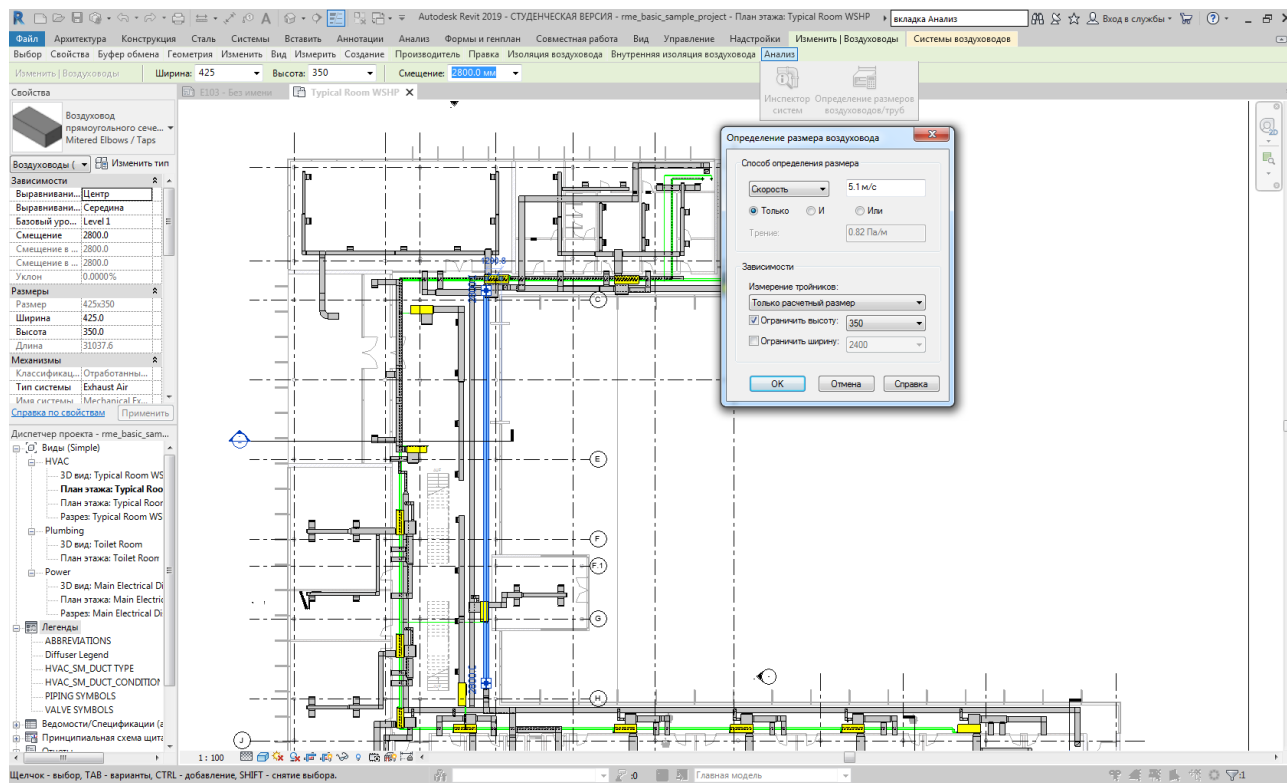 Autodesk Revit 2019 - СТУДЕНЧЕСКАЯ ВЕРСИЯ - rme_basic_sample_project - План этажа: Typical Room WSHP
вкладка Анализ
Вход в службы
Файл Архитектура Конструкция Сталь Системы Вставить Аннотации Анализ Формы и генплан Совместная работа Вид Управление Надстройки Изменить | Воздуховоды Системы воздуховодов
Выбор Свойства Буфер обмена Геометрия Изменить Вид Измерить Создание Производитель Правка Изоляция воздуховода Внутренняя изоляция воздуховода Анализ
Изменить | Воздуховоды Ширина: 425 Высота: 350 Смещение: 2800.0 мм
Инспектор систем
Определение размеров воздуховодов/труб
Свойства
E103 - Без имени
Typical Room WSHP
Воздуховод
прямоугольного сече...
Mitered Elbows / Taps
Воздуховоды (
Изменить тип
Зависимости
Выравнивани... Центр
Выравнивани... Середина
Базовый уро... Level 1
Смещение 2800.0
Смещение в ... 2800.0
Смещение в ... 2800.0
Уклон 0.0000%
Размеры
Размер 425x350
Ширина 425.0
Высота 350.0
Длина 31037.6
Механизмы
Классификац... Отработанны...
Тип системы Exhaust Air
Имя системы Mechanical Ex...
Справка по свойствам
Применить
Диспетчер проекта - rme_basic_sam...
Виды (Simple)
HVAC
3D вид: Typical Room WS
План этажа: Typical Roo
План этажа: Typical Roor
Разрез: Typical Room WS
Plumbing
3D вид: Toilet Room
План этажа: Toilet Room
Power
3D вид: Main Electrical Di
План этажа: Main Electric
Разрез: Main Electrical Di
Легенды
ABBREVIATIONS
Diffuser Legend
HVAC_SM_DUCT TYPE
HVAC_SM_DUCT_CONDITION
PIPING SYMBOLS
VALVE SYMBOLS
Ведомости/Спецификации (а
Принципиальная схема щита
Определение размера воздуховода
Способ определения размера
Скорость
5.1 м/с
Только
И
Или
Трение:
0.82 Па/м
Зависимости
Измерение тройников:
Только расчетный размер
Ограничить высоту: 350
Ограничить ширину: 2400
OK
Отмена
Справка
C
E
F
F.1
G
H
J
1 : 100
Щелчок - выбор, TAB - варианты, CTRL - добавление, SHIFT - снятие выбора.
:0
Главная модель
:1